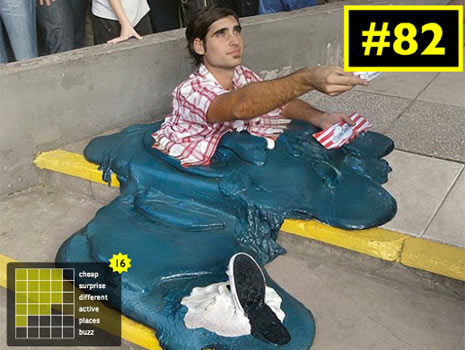 #82
16
cheap
surprise
different
active
places
buzz